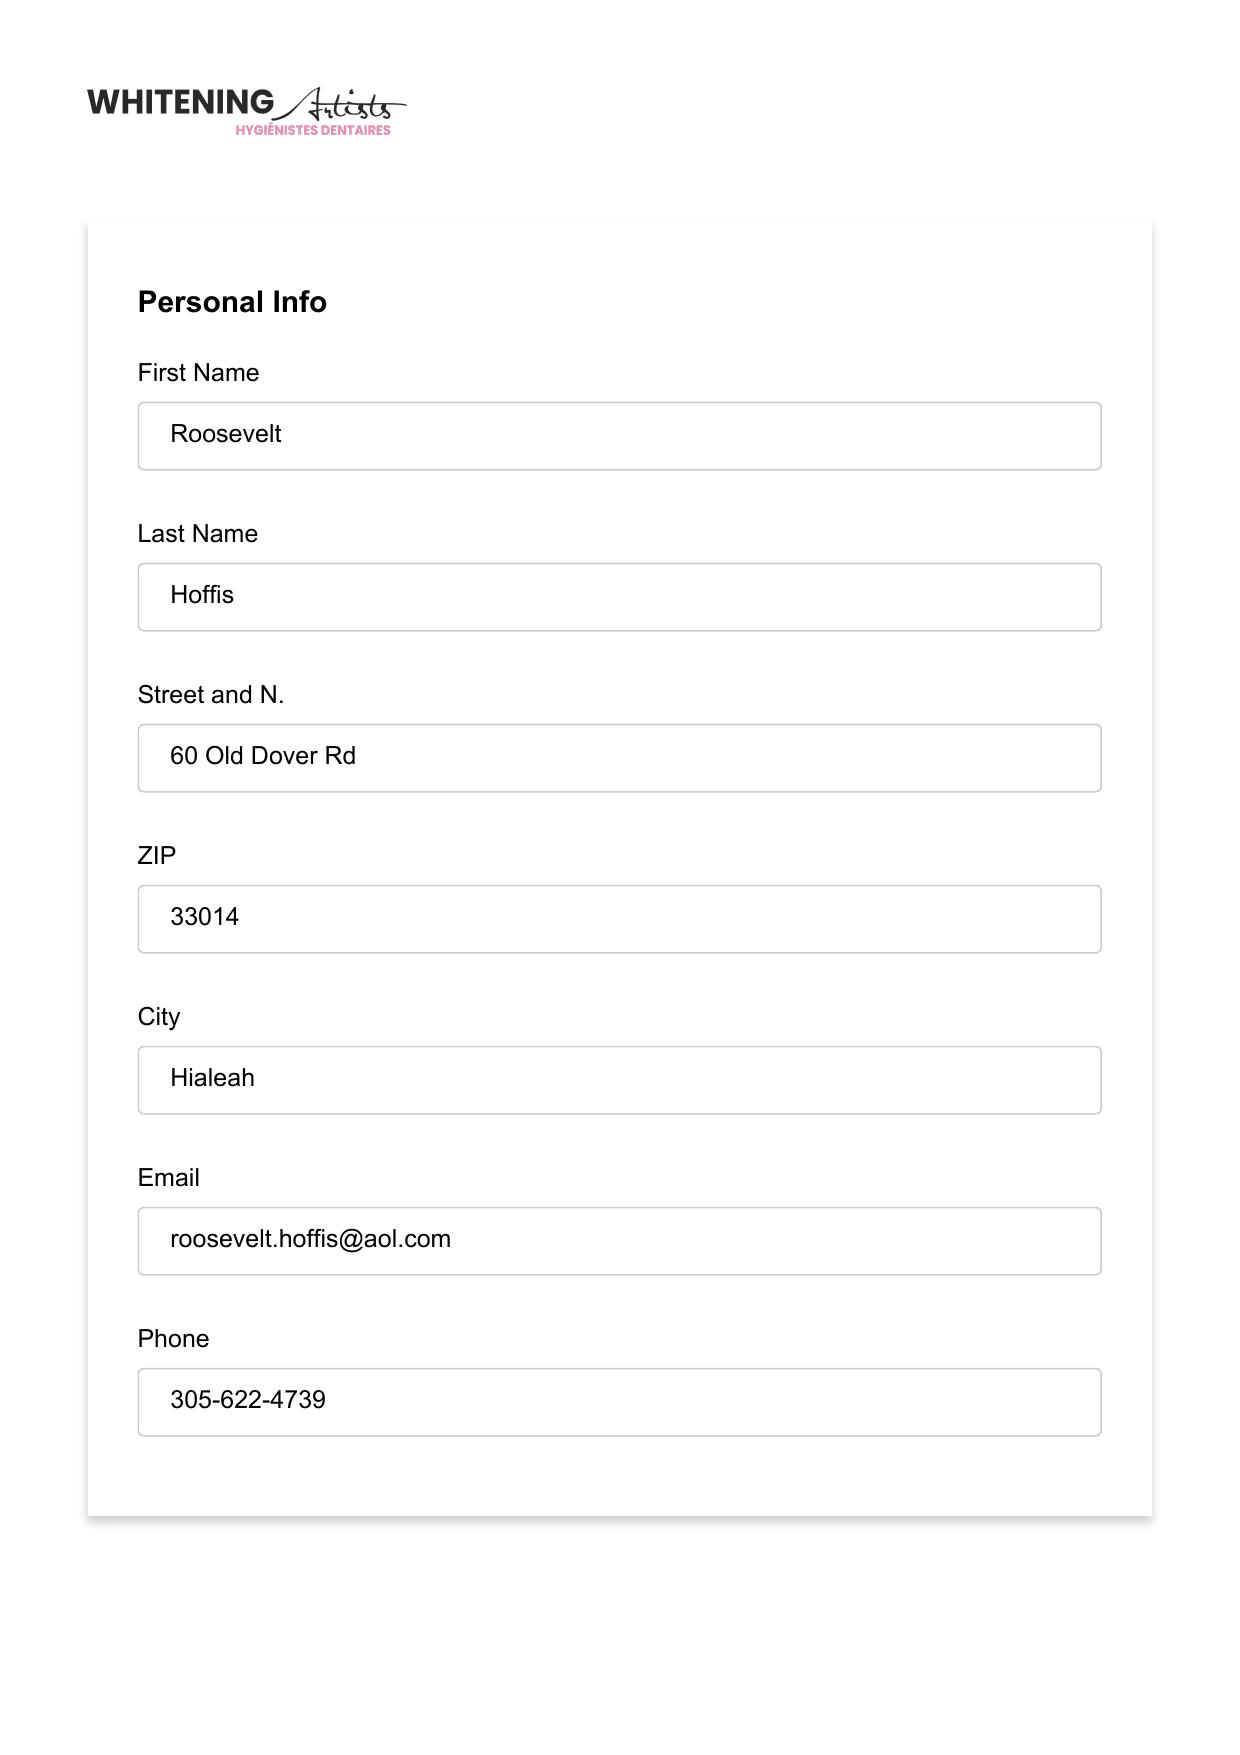 WHITENING Artists
HYGIÉNISTES DENTAIRES
Personal Info
First Name
Roosevelt
Last Name
Hoffis
Street and N.
60 Old Dover Rd
ZIP
33014
City
Hialeah
Email
roosevelt.hoffis@aol.com
Phone
305-622-4739